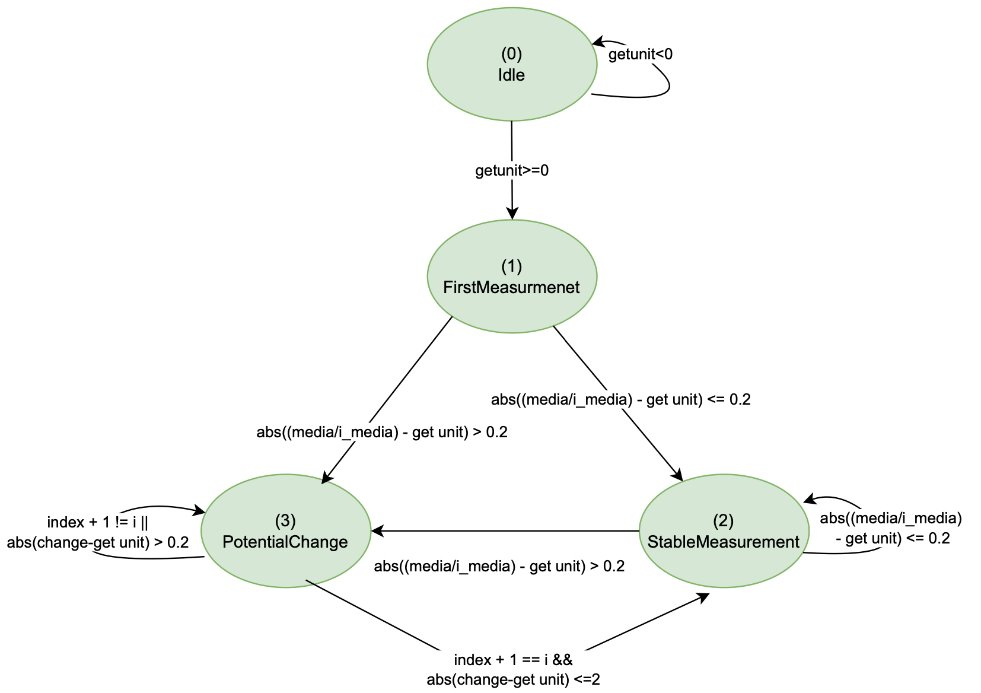 (0)
Idle
getunit<0
getunit>=0
(1)
FirstMeasurmenet
abs((media/i_media) - get unit) <= 0.2
abs((media/i_media) - get unit) > 0.2
(3)
PotentialChange
(2)
StableMeasurement
index + 1 != i ||
abs(change-get unit) > 0.2
abs((media/i_media)
- get unit) <= 0.2
abs((media/i_media) - get unit) > 0.2
index + 1 == i &&
abs(change-get unit) <=2